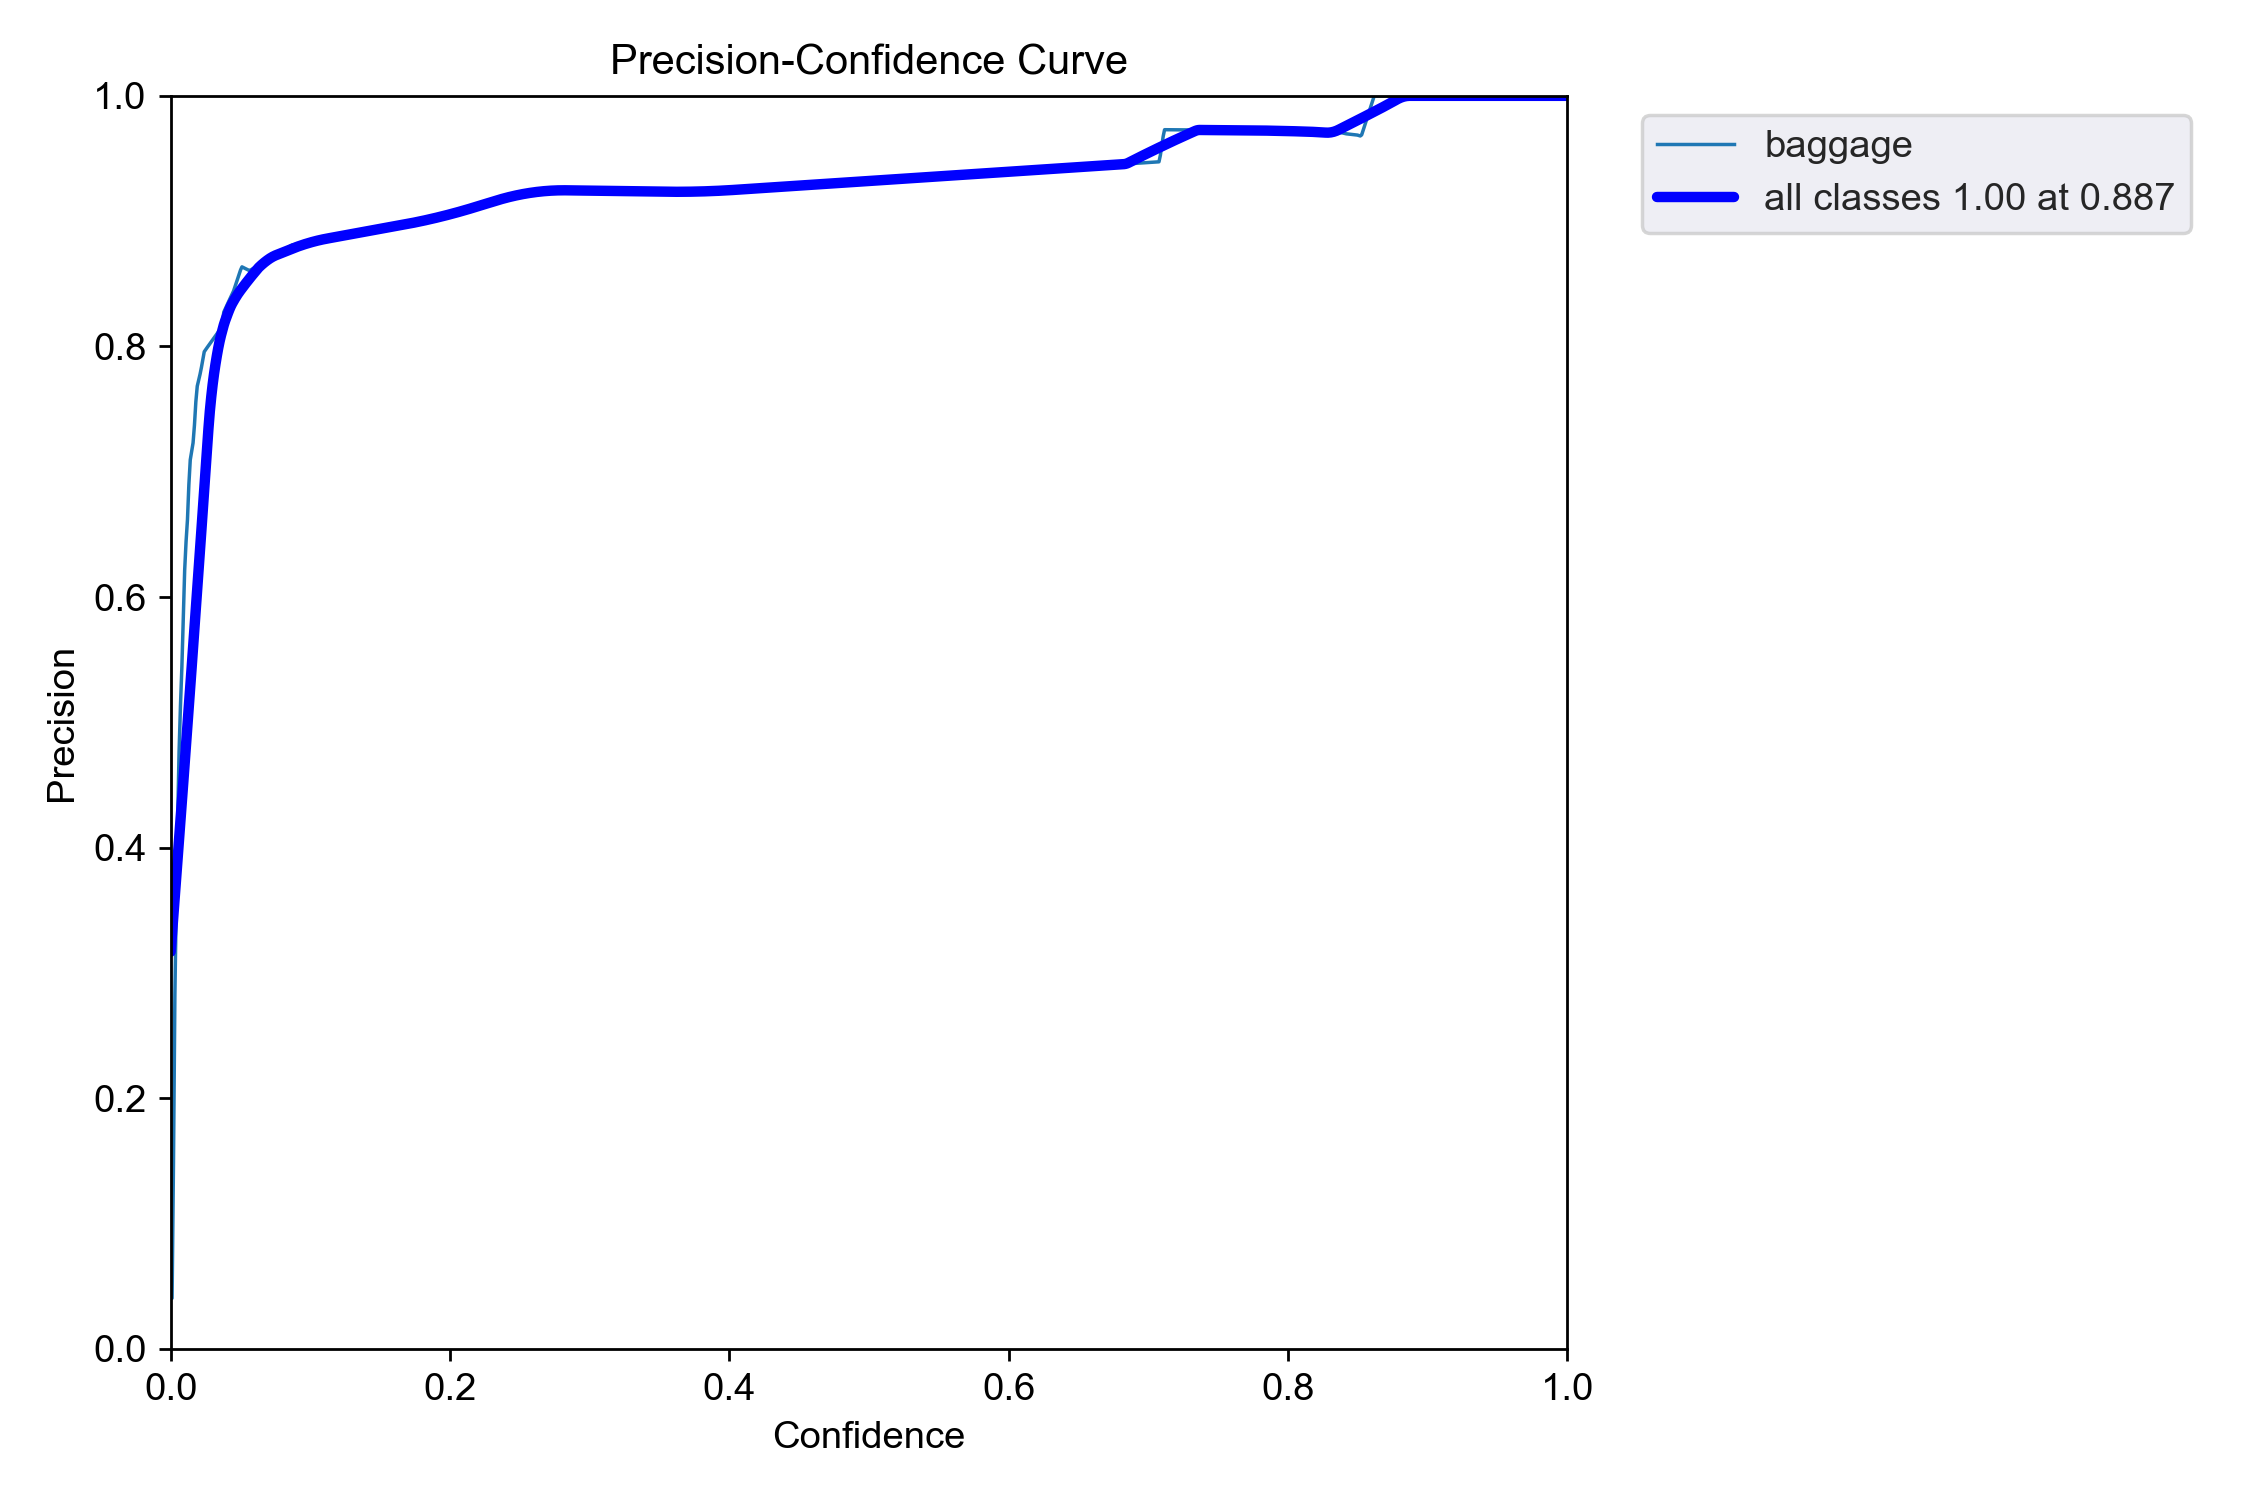 Precision-Confidence Curve
1.0
0.8
0.6
0.4
0.2
0.0
Precision
0.0 0.2 0.4 0.6 0.8 1.0
Confidence
baggage
all classes 1.00 at 0.887